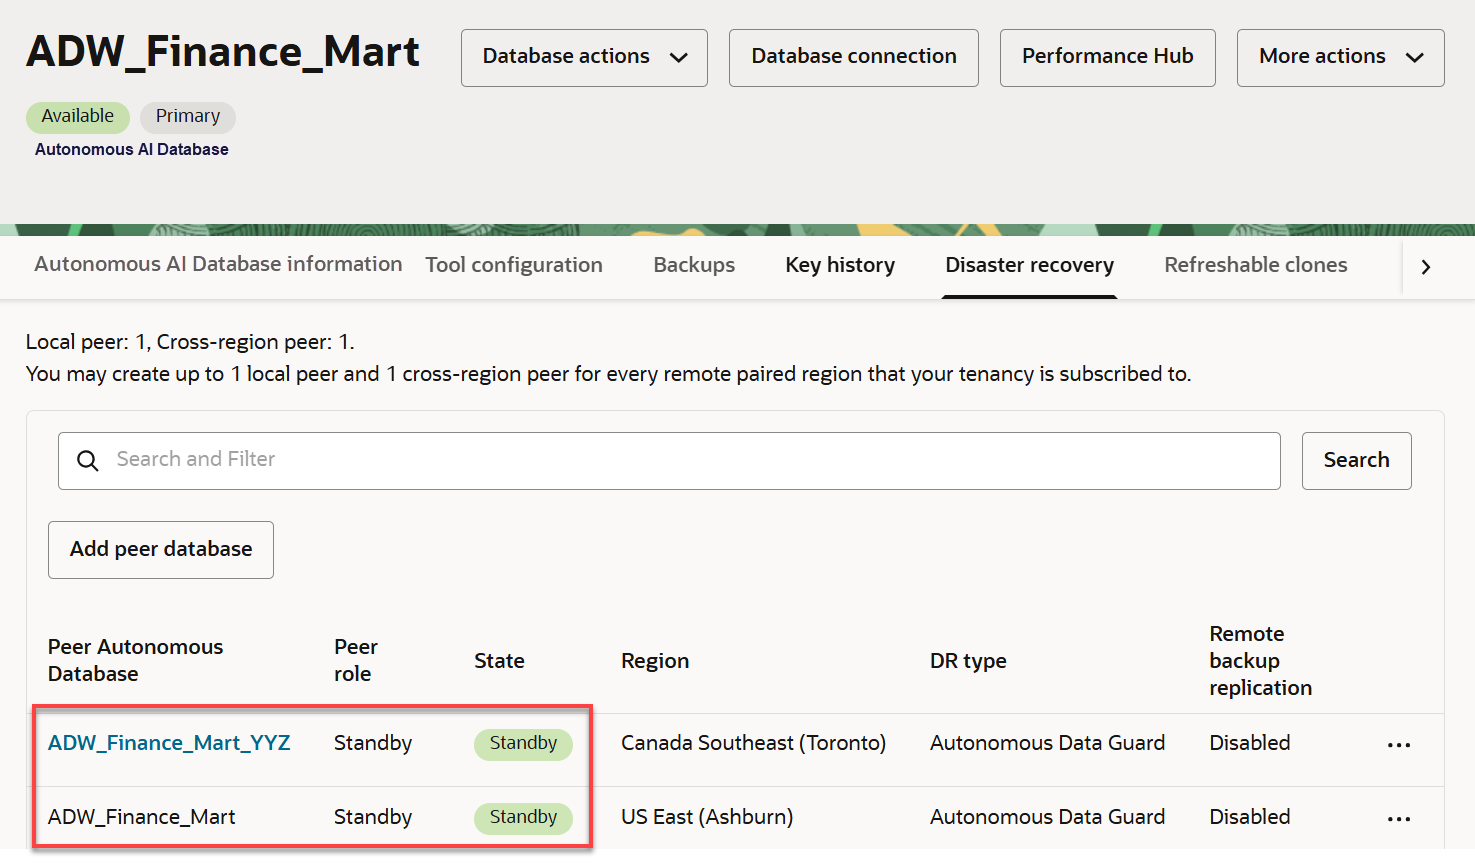 ADW_Finance_Mart
Database actions
Database connection
Performance Hub
More actions
Available
Primary
Autonomous AI Database
Autonomous AI Database information
Tool configuration
Backups
Key history
Disaster recovery
Refreshable clones
Local peer: 1, Cross-region peer: 1.
You may create up to 1 local peer and 1 cross-region peer for every remote paired region that your tenancy is subscribed to.
Search and Filter
Search
Add peer database
Peer Autonomous
Database
Peer
role
State
Region
DR type
Remote
backup
replication
ADW_Finance_Mart_YYZ
Standby
Standby
Canada Southeast (Toronto)
Autonomous Data Guard
Disabled
ADW_Finance_Mart
Standby
Standby
US East (Ashburn)
Autonomous Data Guard
Disabled